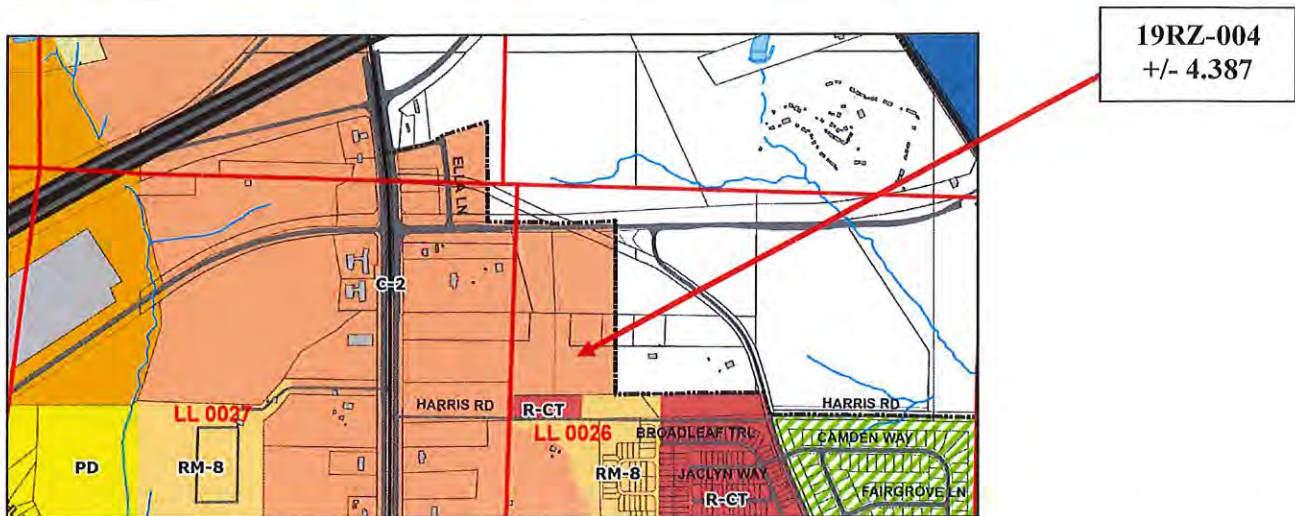 19RZ-004
+/- 4.387
ELLA LN
C-2
HARRIS RD
R-CT
HARRIS RD
LL 0027
LL 0026
BROADLEAF TRL
CAMDEN WAY
PD
RM-8
RM-8
JACLYN WAY
R-CT
FAIRGROVE LN